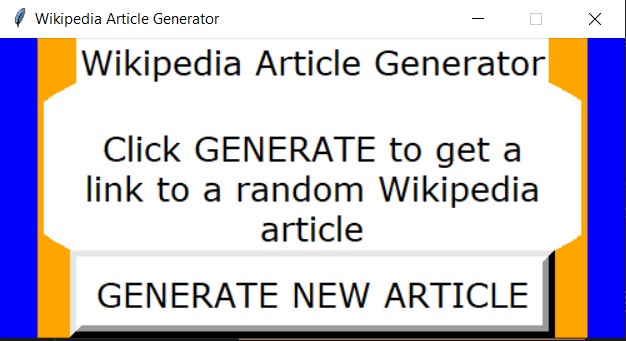 Wikipedia Article Generator
Wikipedia Article Generator
Click GENERATE to get a
link to a random Wikipedia
article
GENERATE NEW ARTICLE